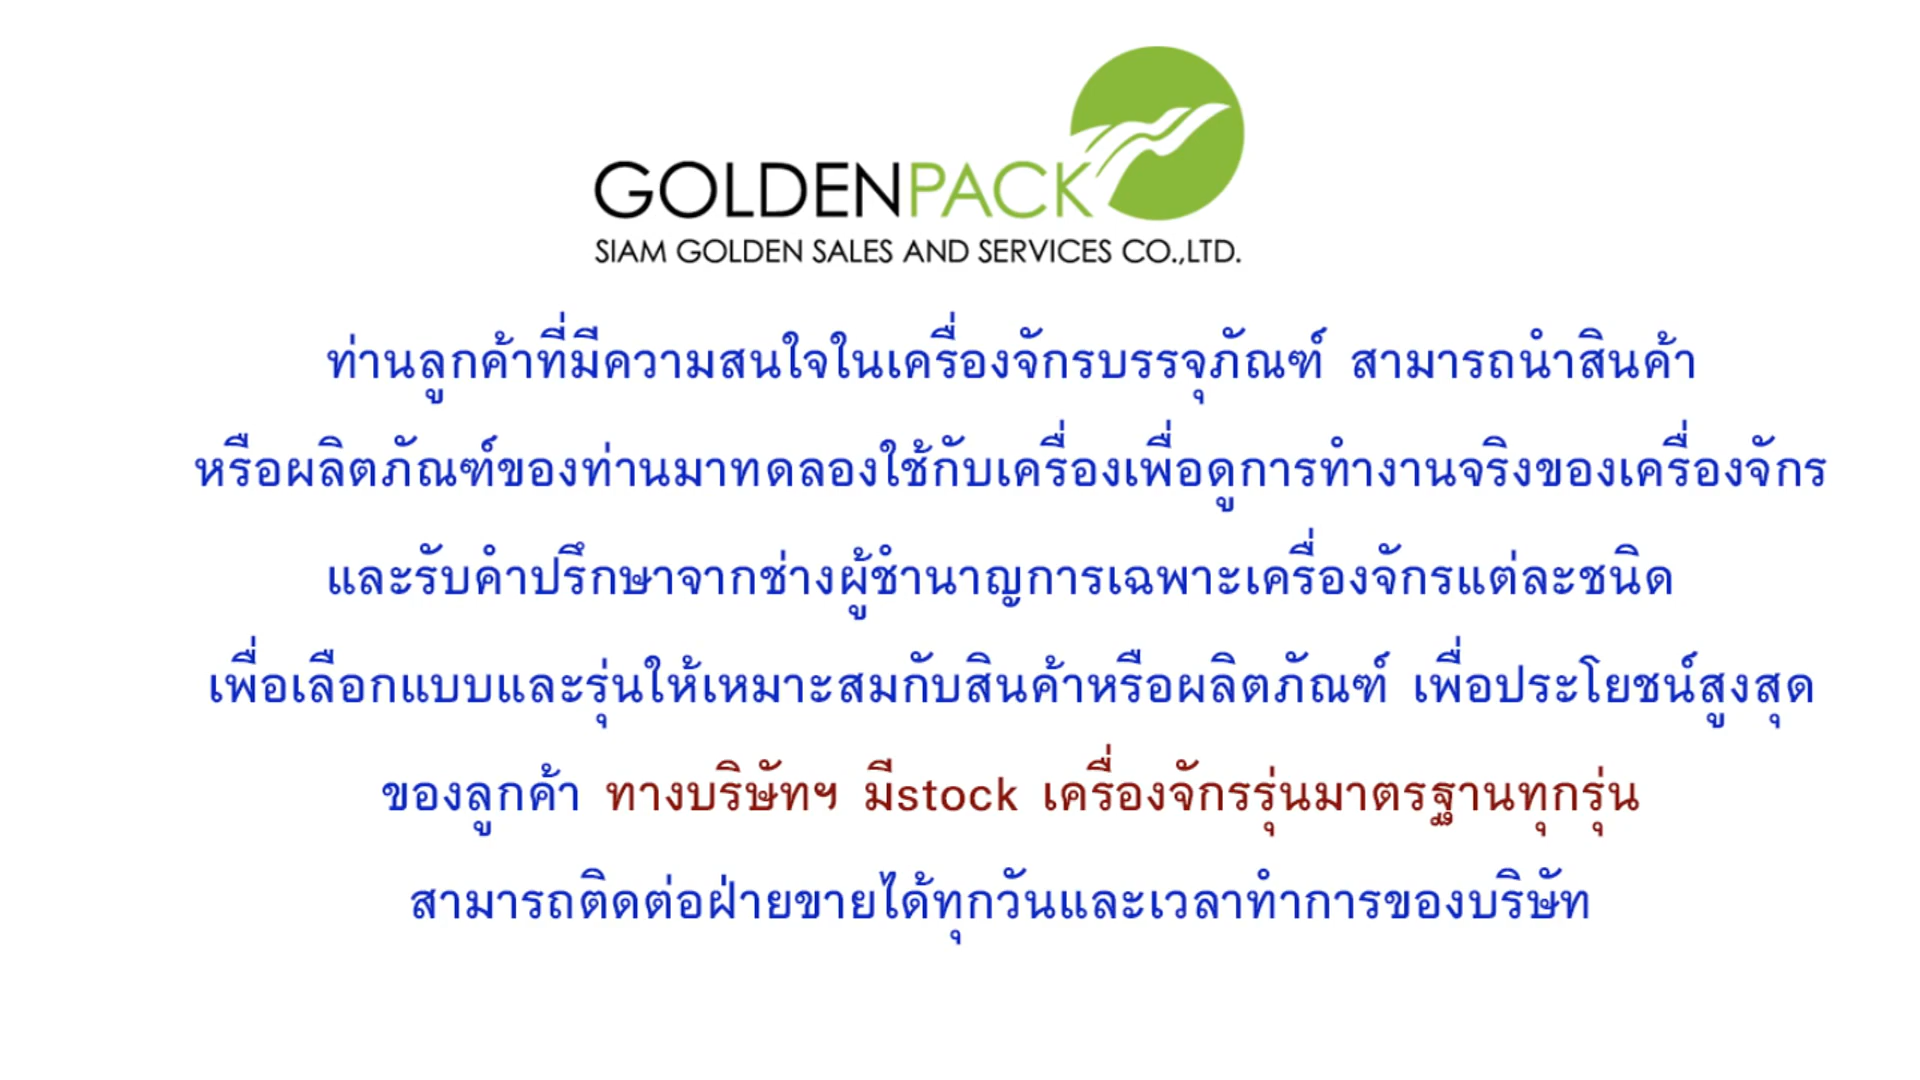 GOLDENPACK
SIAM GOLDEN SALES AND SERVICES CO.,LTD.
ท่านลูกค้าที่มีความสนใจในเครื่องจักรบรรจุภัณฑ์ สามารถนำสินค้า
หรือผลิตภัณฑ์ของท่านมาทดลองใช้กับเครื่องเพื่อดูการทำงานจริงของเครื่องจักร
และรับคำปรึกษาจากช่างผู้ชำนาญการเฉพาะเครื่องจักรแต่ละชนิด
เพื่อเลือกแบบและรุ่นให้เหมาะสมกับสินค้าหรือผลิตภัณฑ์ เพื่อประโยชน์สูงสุด
ของลูกค้า ทางบริษัทฯ มีstock เครื่องจักรรุ่นมาตรฐานทุกรุ่น
สามารถติดต่อฝ่ายขายได้ทุกวันและเวลาทำการของบริษัท